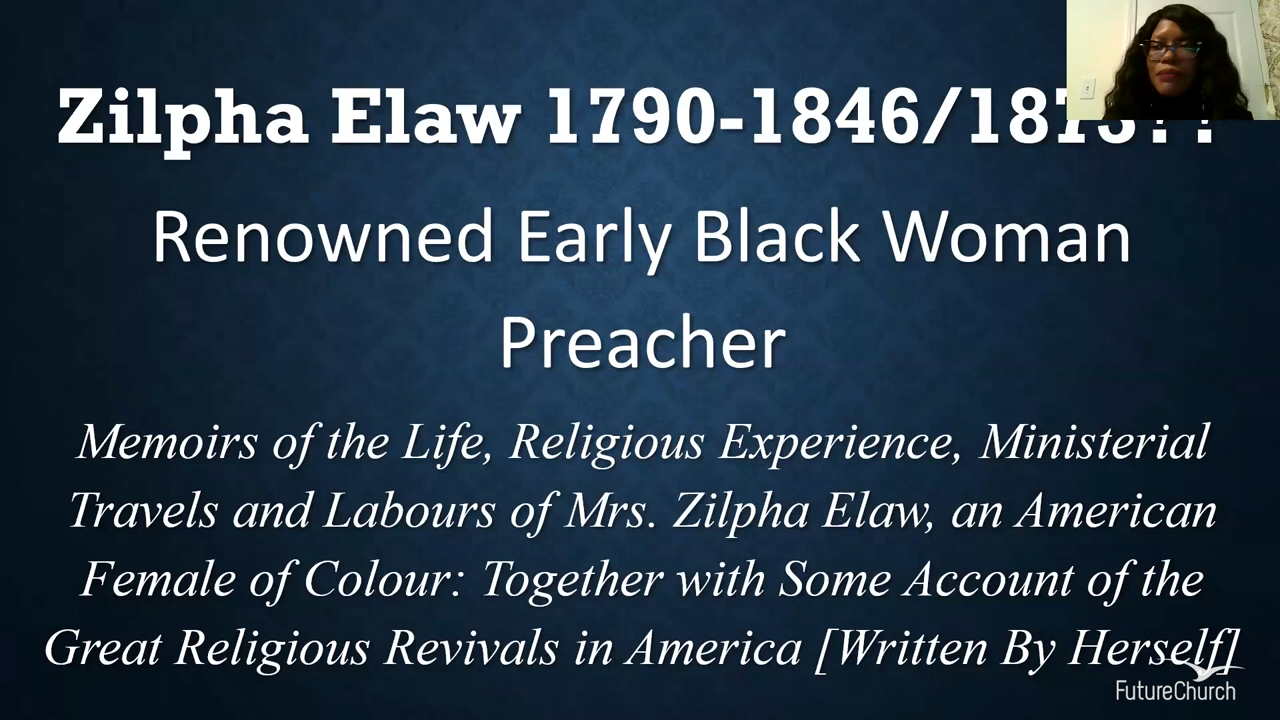 Zilpha Elaw 1790-1846/1873??
Renowned Early Black Woman
Preacher
Memoirs of the Life, Religious Experience, Ministerial
Travels and Labours of Mrs. Zilpha Elaw, an American
Female of Colour: Together with Some Account of the
Great Religious Revivals in America [Written By Herself]
FutureChurch